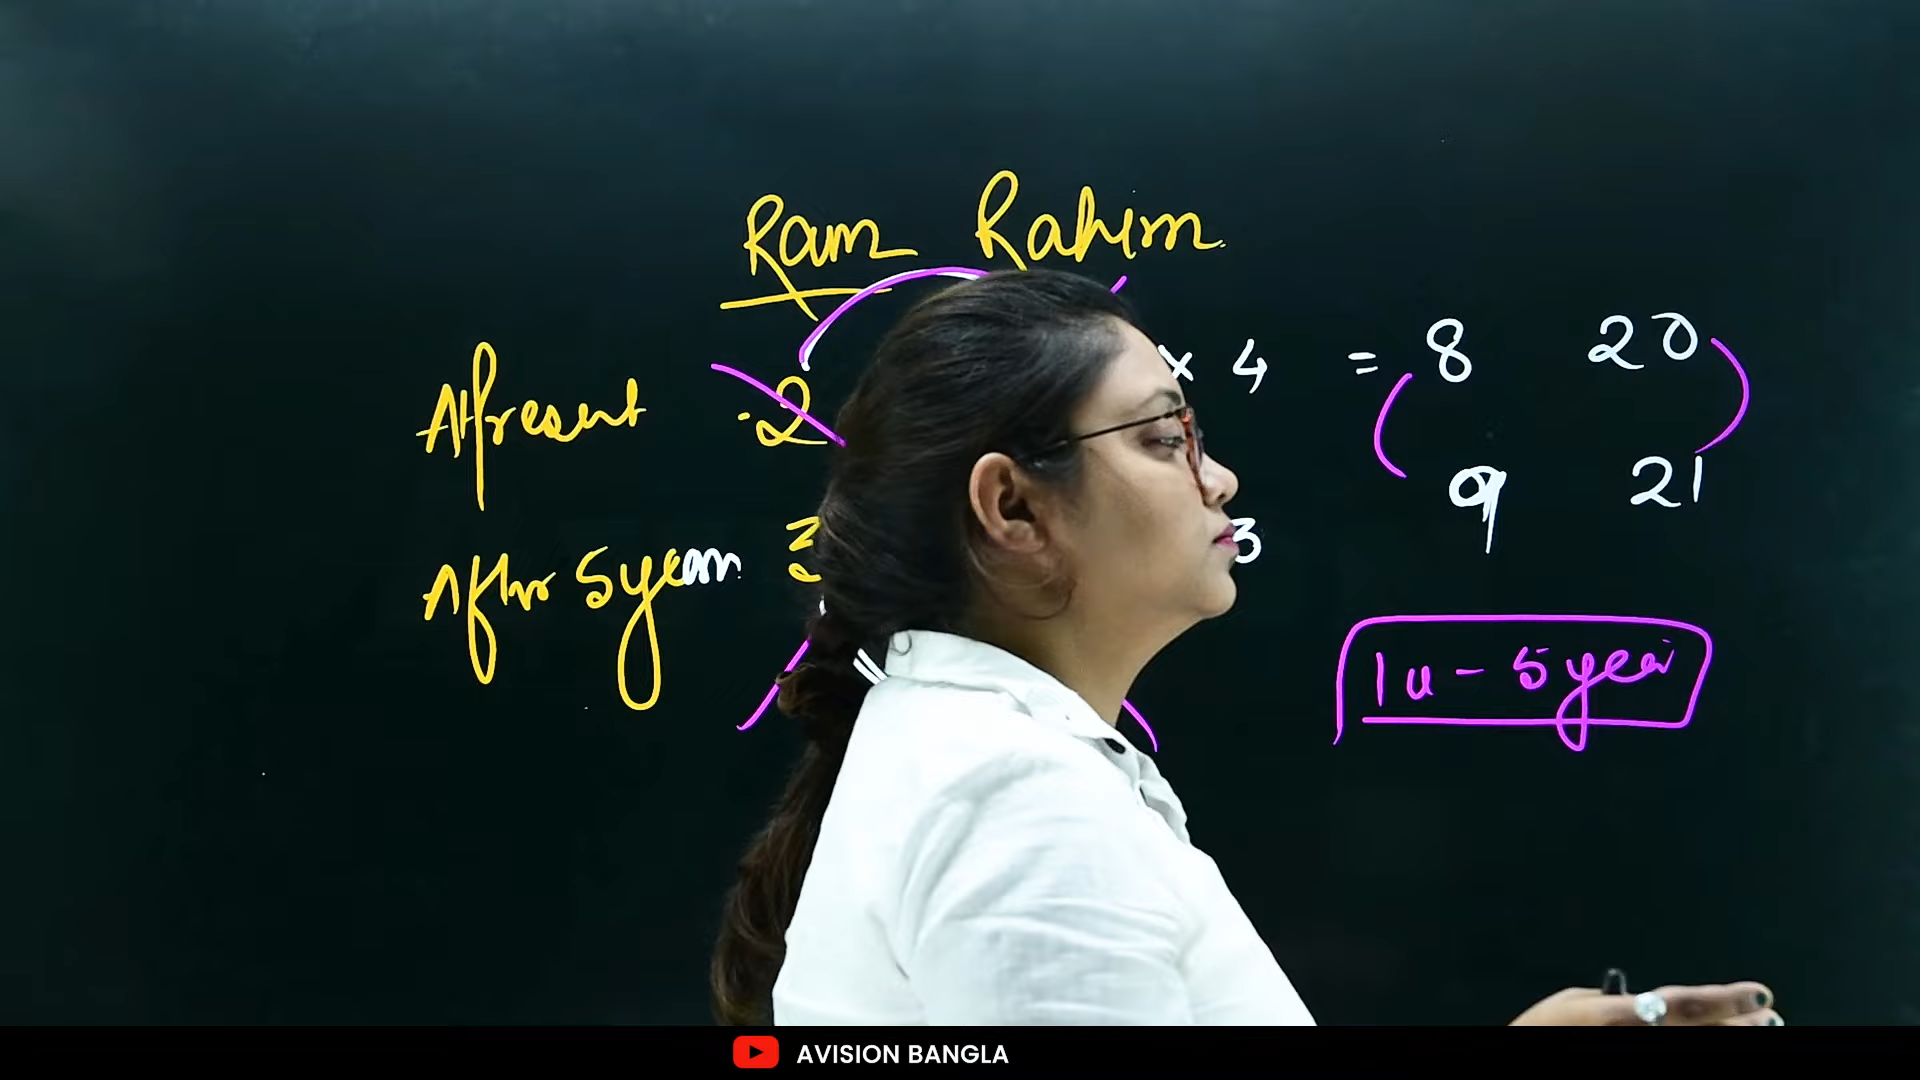 Ram Rahim
At present 2 × 4 = 8 20
After 5 year 3 3 9 21
1u - 5 year
AVISION BANGLA